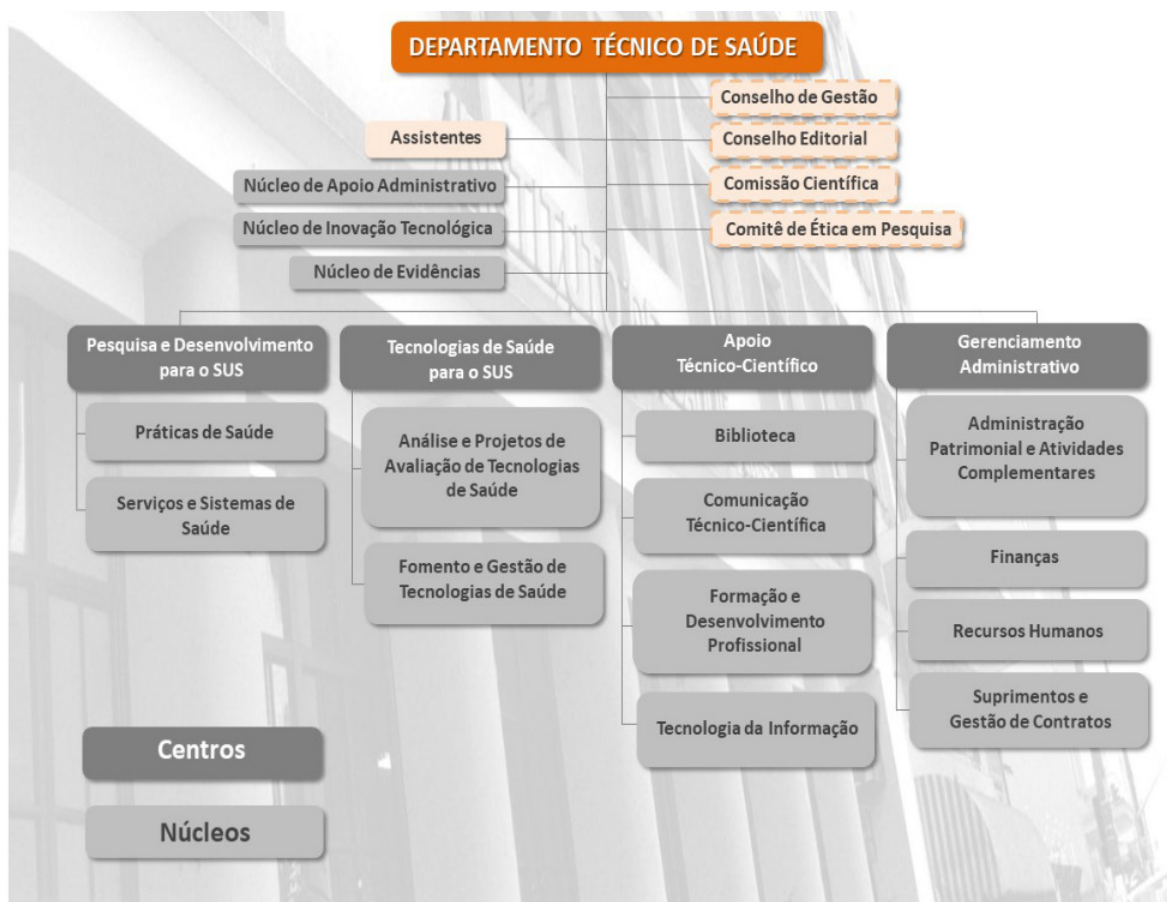 DEPARTAMENTO TÉCNICO DE SAÚDE
Conselho de Gestão
Assistentes
Conselho Editorial
Núcleo de Apoio Administrativo
Comissão Científica
Núcleo de Inovação Tecnológica
Comitê de Ética em Pesquisa
Núcleo de Evidências
Pesquisa e Desenvolvimento
para o SUS
Práticas de Saúde
Serviços e Sistemas de
Saúde
Tecnologias de Saúde
para o SUS
Análise e Projetos de
Avaliação de Tecnologias
de Saúde
Fomento e Gestão de
Tecnologias de Saúde
Apoio
Técnico-Científico
Biblioteca
Comunicação
Técnico-Científica
Formação e
Desenvolvimento
Profissional
Tecnologia da Informação
Gerenciamento
Administrativo
Administração
Patrimonial e Atividades
Complementares
Finanças
Recursos Humanos
Suprimentos e
Gestão de Contratos
Centros
Núcleos